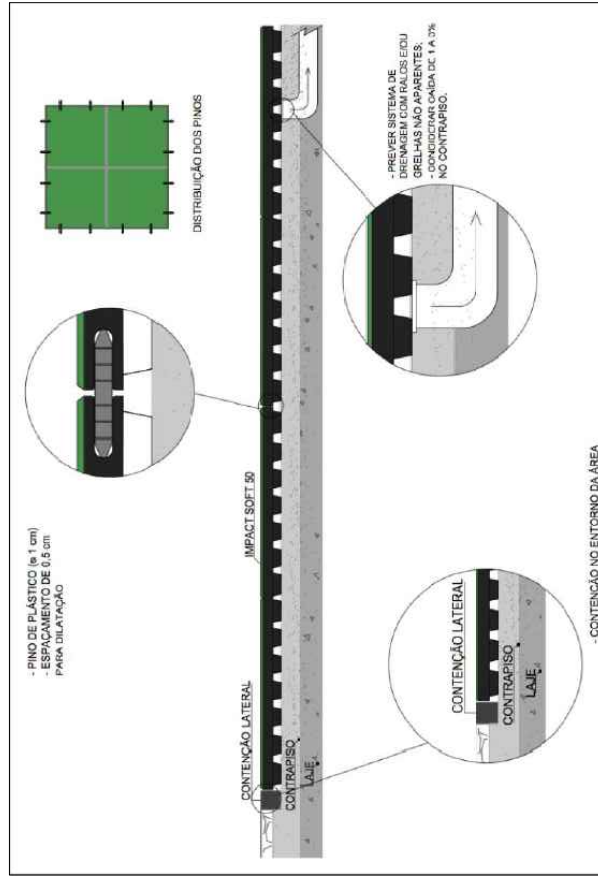 - PINO DE PLÁSTICO (ø 1 cm)
- ESPAÇAMENTO DE 0,5 cm
PARA DILATAÇÃO
DISTRIBUIÇÃO DOS PINOS
CONTENÇÃO LATERAL
IMPACT SOFT 50
CONTRAPISO
LAJE
- PREVER SISTEMA DE
DRENAGEM COM RALOS E/OU
GRELHAS NÃO APARENTES;
- CONSIDERAR CAÍDA DE 1 A 3%
NO CONTRAPISO.
CONTENÇÃO LATERAL
CONTRAPISO
LAJE
- CONTENÇÃO NO ENTORNO DA ÁREA